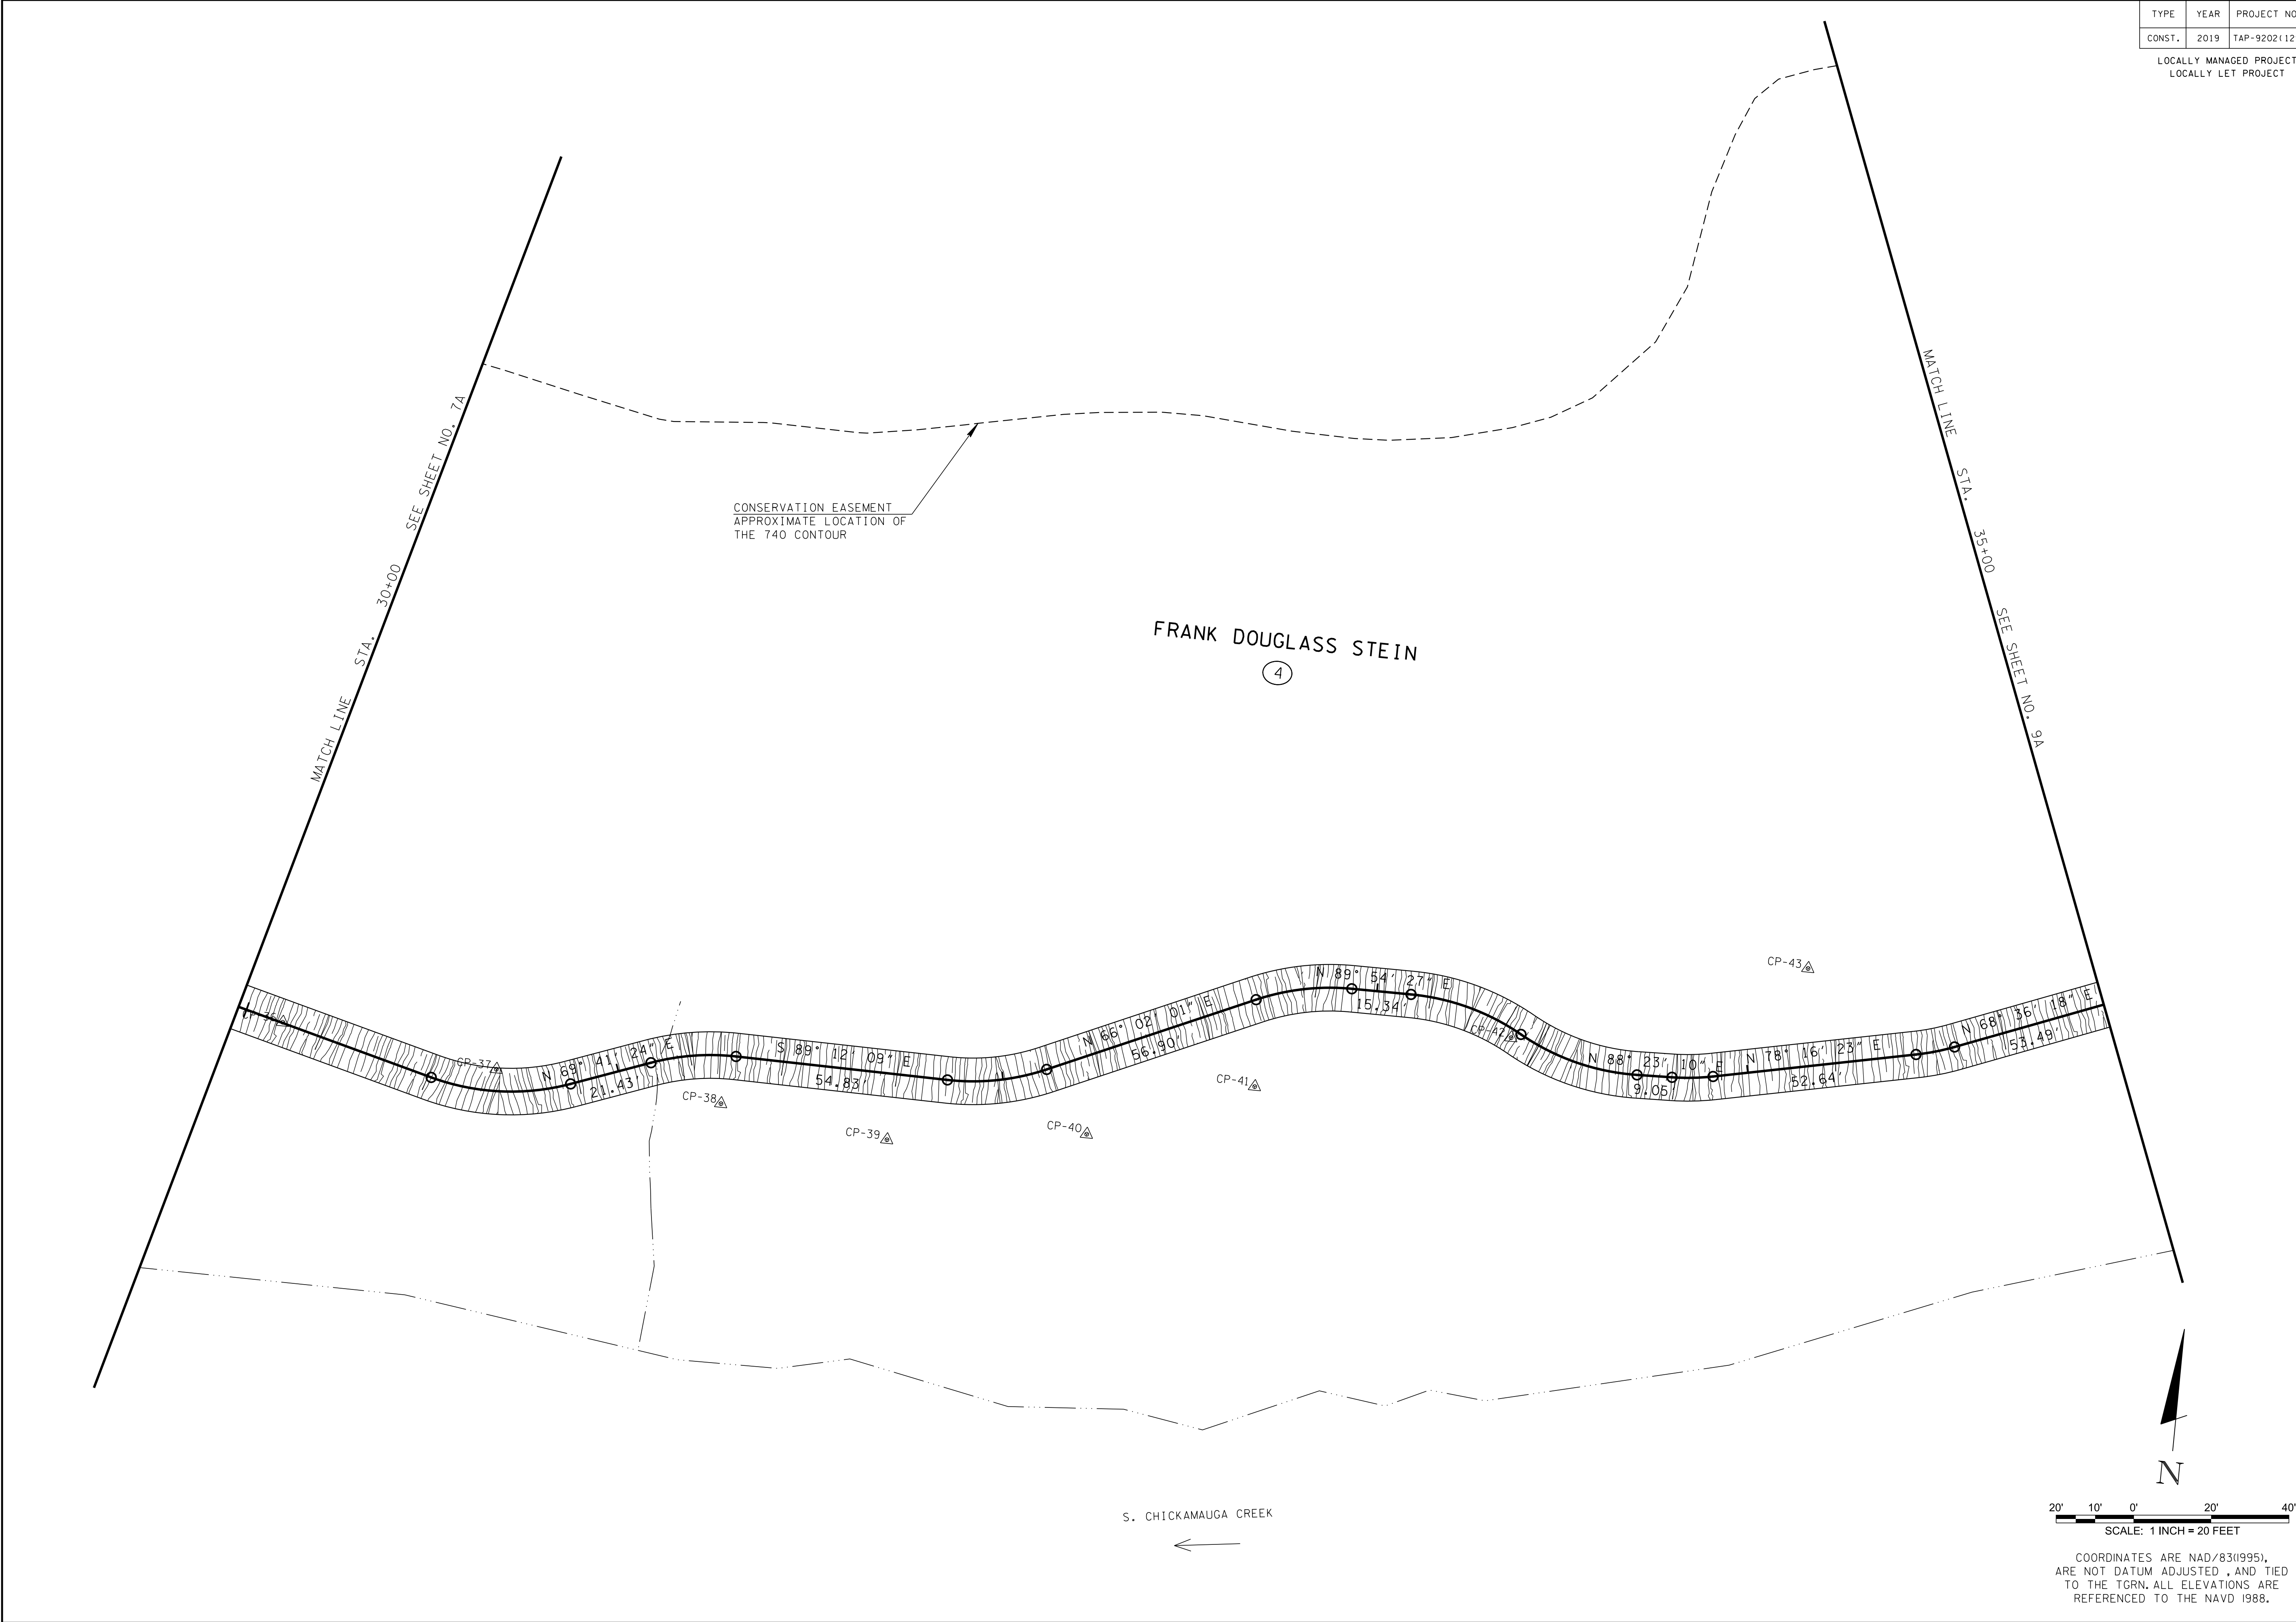 TYPE YEAR PROJECT NO
CONST. 2019 TAP-9202(12
LOCALLY MANAGED PROJECT
LOCALLY LET PROJECT
MATCH LINE STA. 30+00 SEE SHEET NO. 7A
MATCH LINE STA. 35+00 SEE SHEET NO. 9A
CONSERVATION EASEMENT
APPROXIMATE LOCATION OF
THE 740 CONTOUR
FRANK DOUGLASS STEIN
4
CP-36
CP-37
N 69° 41' 24" E
21.43'
CP-38
S 89° 12' 09" E
54.83'
CP-39
CP-40
N 66° 02' 01" E
56.90'
CP-41
N 89° 54' 27" E
15.34'
CP-42
N 88° 23' 10" E
9.05'
CP-43
N 78° 16' 23" E
52.64'
N 68° 36' 18" E
53.49'
S. CHICKAMAUGA CREEK
N
20' 10' 0' 20' 40'
SCALE: 1 INCH = 20 FEET
COORDINATES ARE NAD/83(1995),
ARE NOT DATUM ADJUSTED , AND TIED
TO THE TGRN. ALL ELEVATIONS ARE
REFERENCED TO THE NAVD 1988.